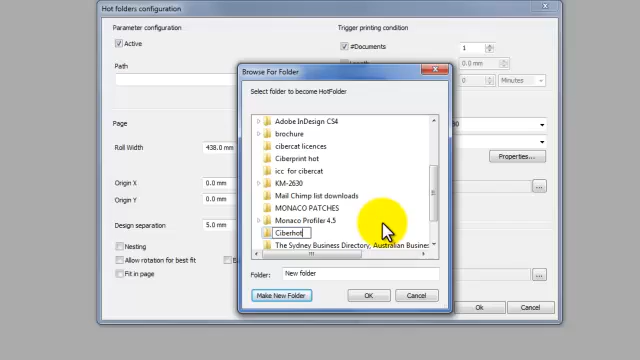 Hot folders configuration
Parameter configuration
Trigger printing condition
Active
#Documents
1
Path
0.0 mm
0
Minutes
Page
Roll Width
438.0 mm
Properties...
Origin X
0.0 mm
...
Origin Y
0.0 mm
Design separation
5.0 mm
Nesting
Allow rotation for best fit
Fit in page
...
Ok
Cancel
Browse For Folder
Select folder to become HotFolder
Adobe InDesign CS4
brochure
cibercat licences
Ciberprint hot
icc for cibercat
KM-2630
Mail Chimp list downloads
MONACO PATCHES
Monaco Profiler 4.5
Ciberhot
The Sydney Business Directory, Australian Busines
Folder:
New folder
Make New Folder
OK
Cancel